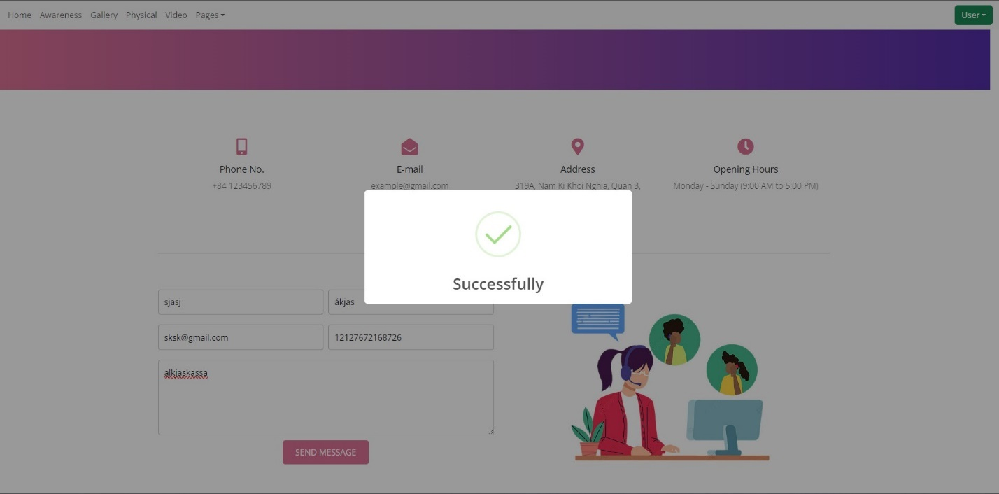 Home Awareness Gallery Physical Video Pages User
Phone No. E-mail Address Opening Hours
+84 123456789 example@gmail.com 319A, Nam Ki Khoi Nghia, Quan 3, Monday - Sunday (9:00 AM to 5:00 PM)
Successfully
sjasj ákjas
sksk@gmail.com 12127672168726
alkjaskassa
SEND MESSAGE